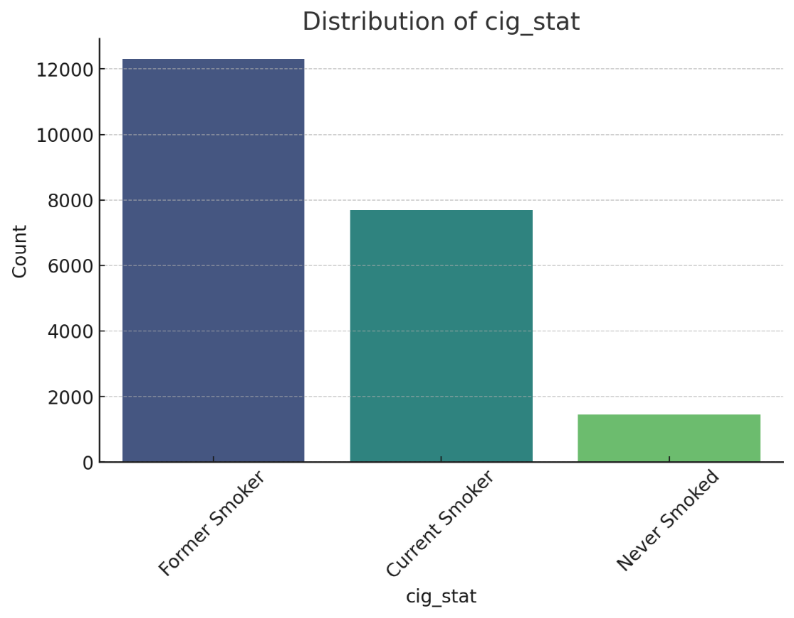 Distribution of cig_stat
12000
10000
8000
6000
4000
2000
0
Count
Former Smoker
Current Smoker
Never Smoked
cig_stat